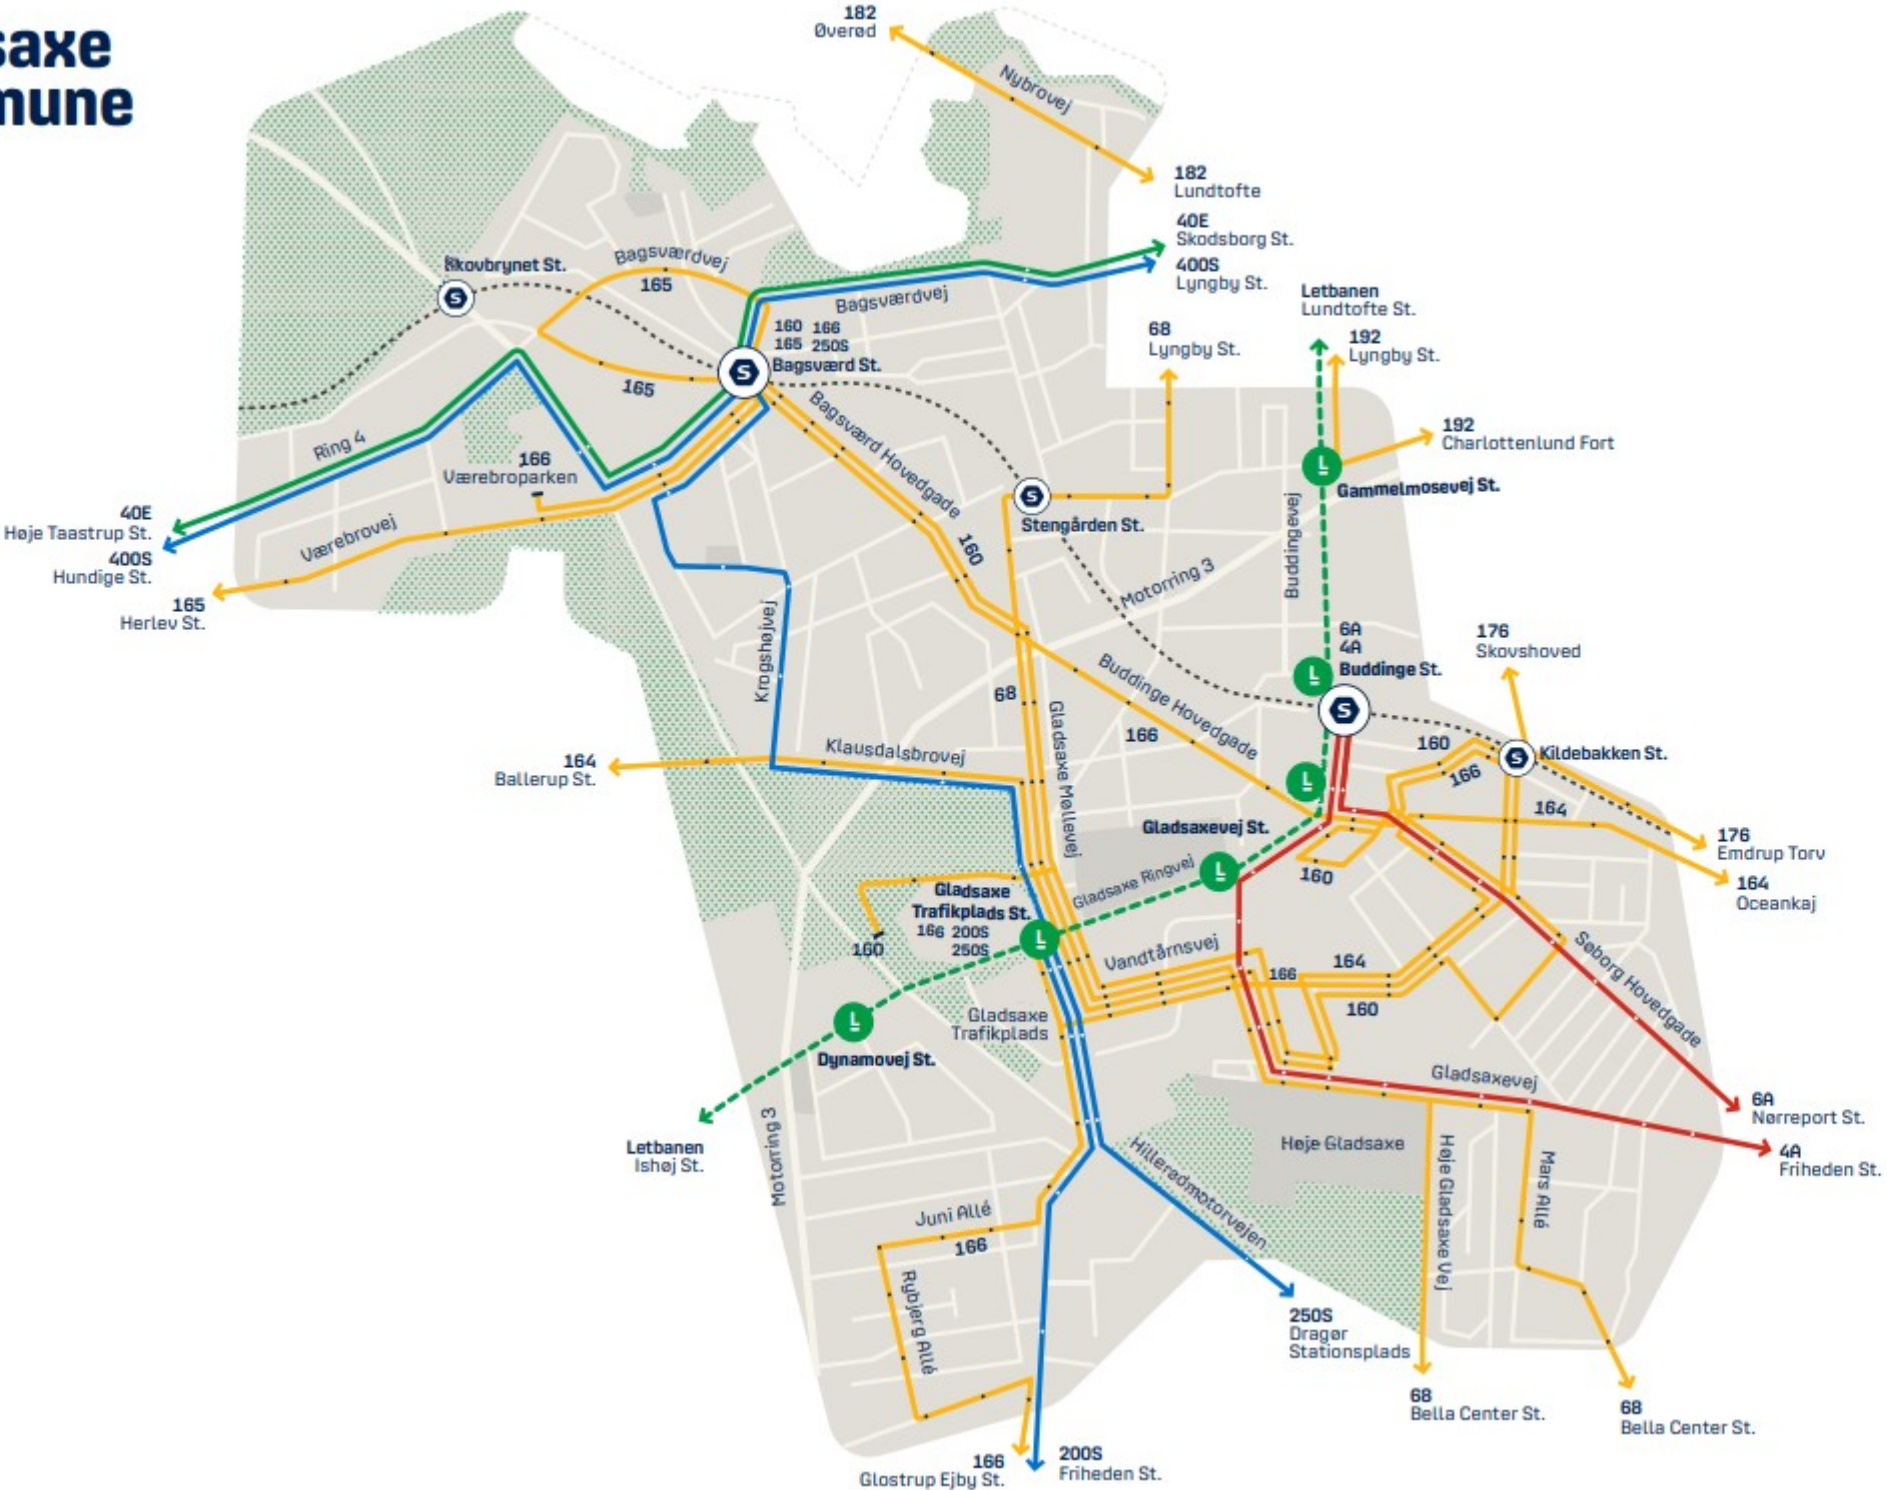 saxe
mune
182
Øverød
Nybrovej
182
Lundtofte
40E
Skodsborg St.
400S
Lyngby St.
Skovbrynet St.
Bagsværdvej
165
Bagsværdvej
160 166
165 250S
Bagsværd St.
165
Letbanen
Lundtofte St.
192
Lyngby St.
68
Lyngby St.
192
Charlottenlund Fort
Gammelmosevej St.
Ring 4
166
Værebroparken
Bagsværd Hovedgade
160
Stengården St.
40E
Høje Taastrup St.
400S
Hundige St.
165
Herlev St.
Værebrovej
Motorring 3
Buddingevej
Krogshøjvej
6A
4A
Buddinge St.
176
Skovshoved
68
Buddinge Hovedgade
166
Gladsaxe Møllevej
Klausdalsbrovej
164
Ballerup St.
160
166
Kildebakken St.
164
Gladsaxevej St.
176
Emdrup Torv
164
Oceankaj
160
Gladsaxe Ringvej
Gladsaxe
Trafikplads St.
166 200S
250S
160
Vandtårnsvej
166
164
160
Søborg Hovedgade
Gladsaxe
Trafikplads
Dynamovej St.
Letbanen
Ishøj St.
Motorring 3
Gladsaxevej
6A
Nørreport St.
4A
Friheden St.
Høje Gladsaxe
Høje Gladsaxe Vej
Mars Allé
Hillerødmotorvejen
Juni Allé
166
Rybjerg Allé
250S
Dragør
Stationsplads
68
Bella Center St.
68
Bella Center St.
166
Glostrup Ejby St.
200S
Friheden St.